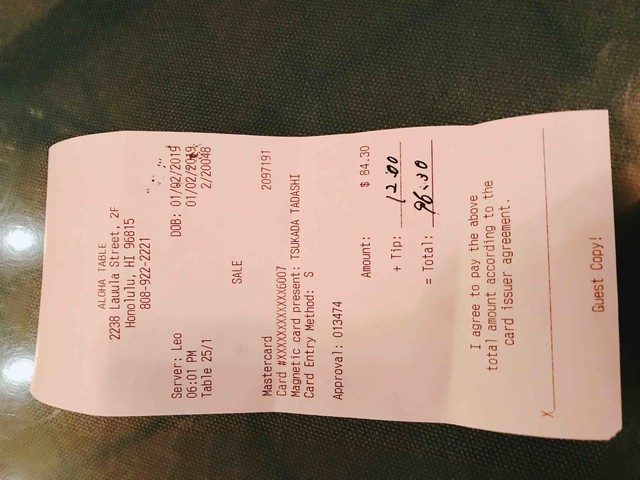 ALOHA TABLE
2238 Lauula Street, 2F
Honolulu, HI 96815
808-922-2221
Server: Leo DOB: 01/02/2019
06:01 PM 01/02/2019
Table 25/1 2/20048
SALE
Mastercard 2097191
Card #XXXXXXXXXXXX6007
Magnetic card present: TSUKADA TADASHI
Card Entry Method: S
Approval: 013474
Amount: $ 84.30
+ Tip: 12.00
= Total: 96.30
I agree to pay the above
total amount according to the
card issuer agreement.
X
Guest Copy!